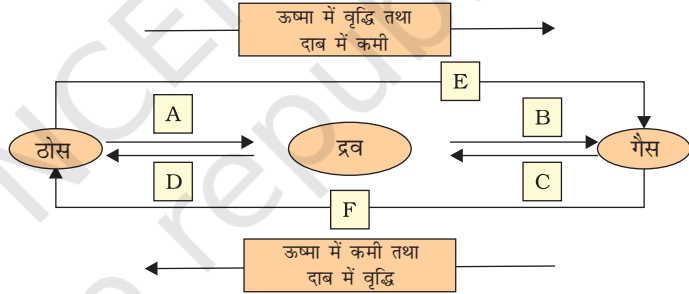 ऊष्मा में वृद्धि तथा
दाब में कमी
E
A
B
ठोस
द्रव
गैस
D
C
F
ऊष्मा में कमी तथा
दाब में वृद्धि